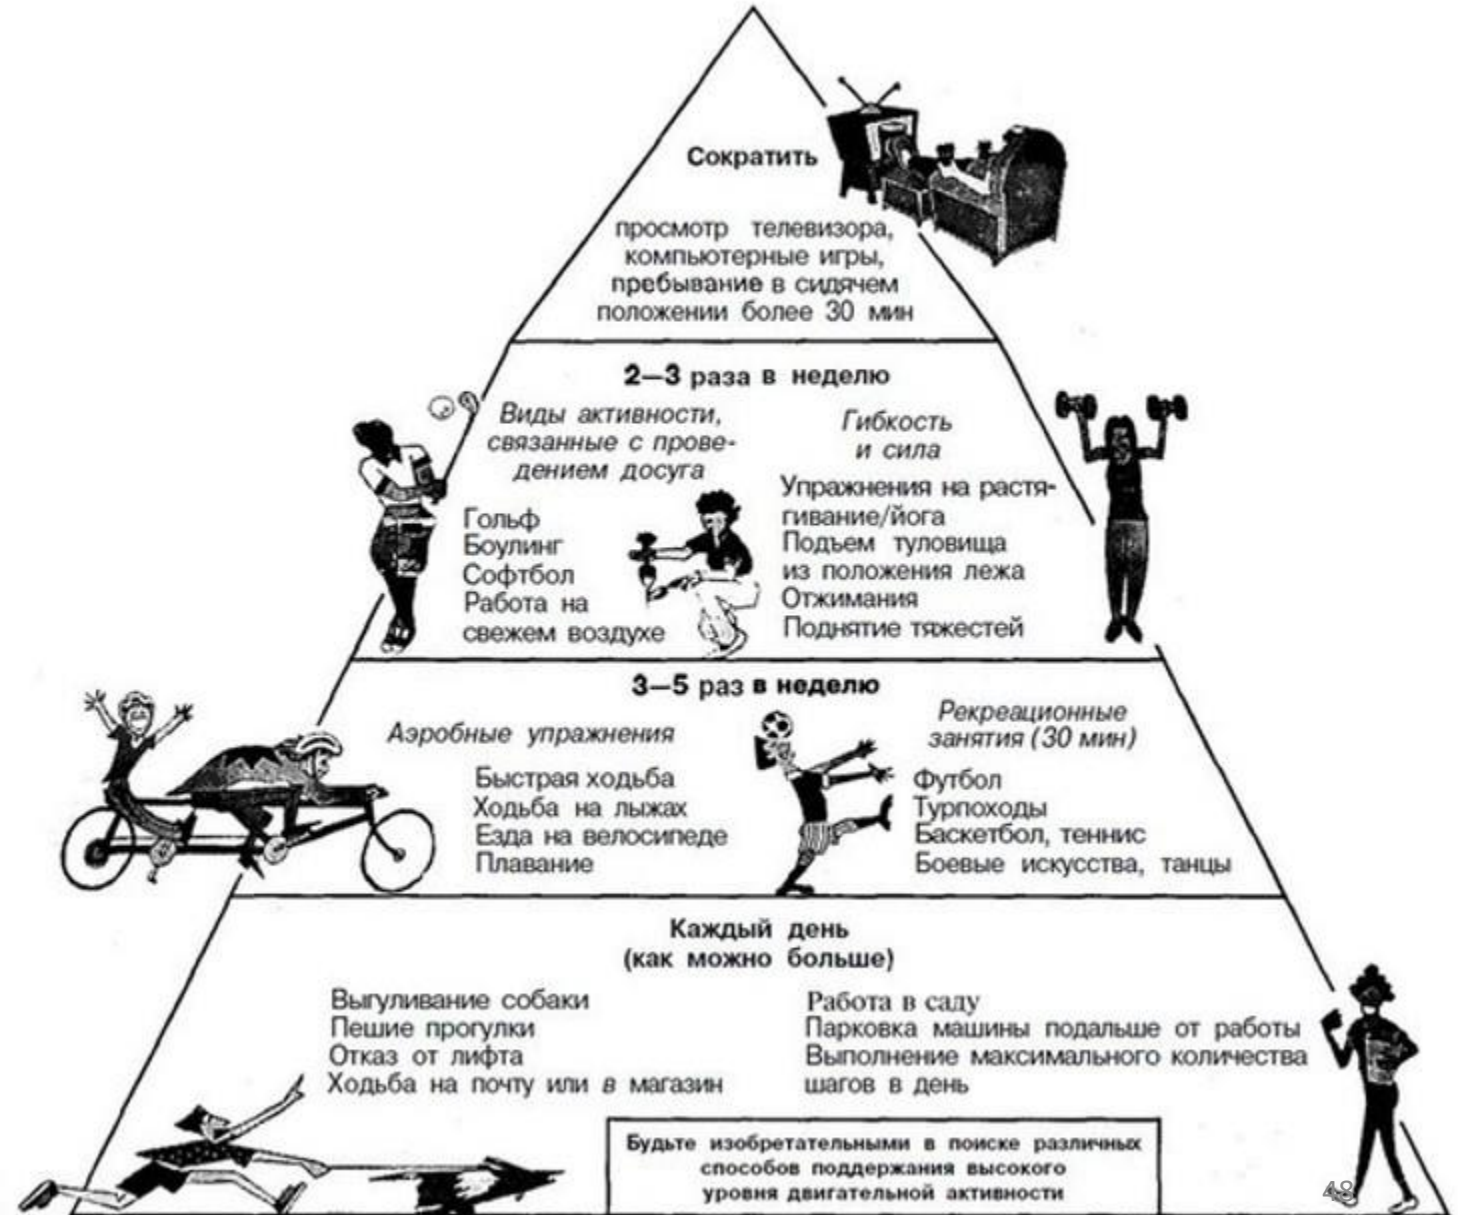 Сократить
просмотр телевизора,
компьютерные игры,
пребывание в сидячем
положении более 30 мин
2—3 раза в неделю
Виды активности,
связанные с прове-
дением досуга
Гольф
Боулинг
Софтбол
Работа на
свежем воздухе
Гибкость
и сила
Упражнения на растя-
гивание/йога
Подъем туловища
из положения лежа
Отжимания
Поднятие тяжестей
3—5 раз в неделю
Аэробные упражнения
Быстрая ходьба
Ходьба на лыжах
Езда на велосипеде
Плавание
Рекреационные
занятия (30 мин)
Футбол
Турпоходы
Баскетбол, теннис
Боевые искусства, танцы
Каждый день
(как можно больше)
Выгуливание собаки
Пешие прогулки
Отказ от лифта
Ходьба на почту или в магазин
Работа в саду
Парковка машины подальше от работы
Выполнение максимального количества
шагов в день
Будьте изобретательными в поиске различных
способов поддержания высокого
уровня двигательной активности
48